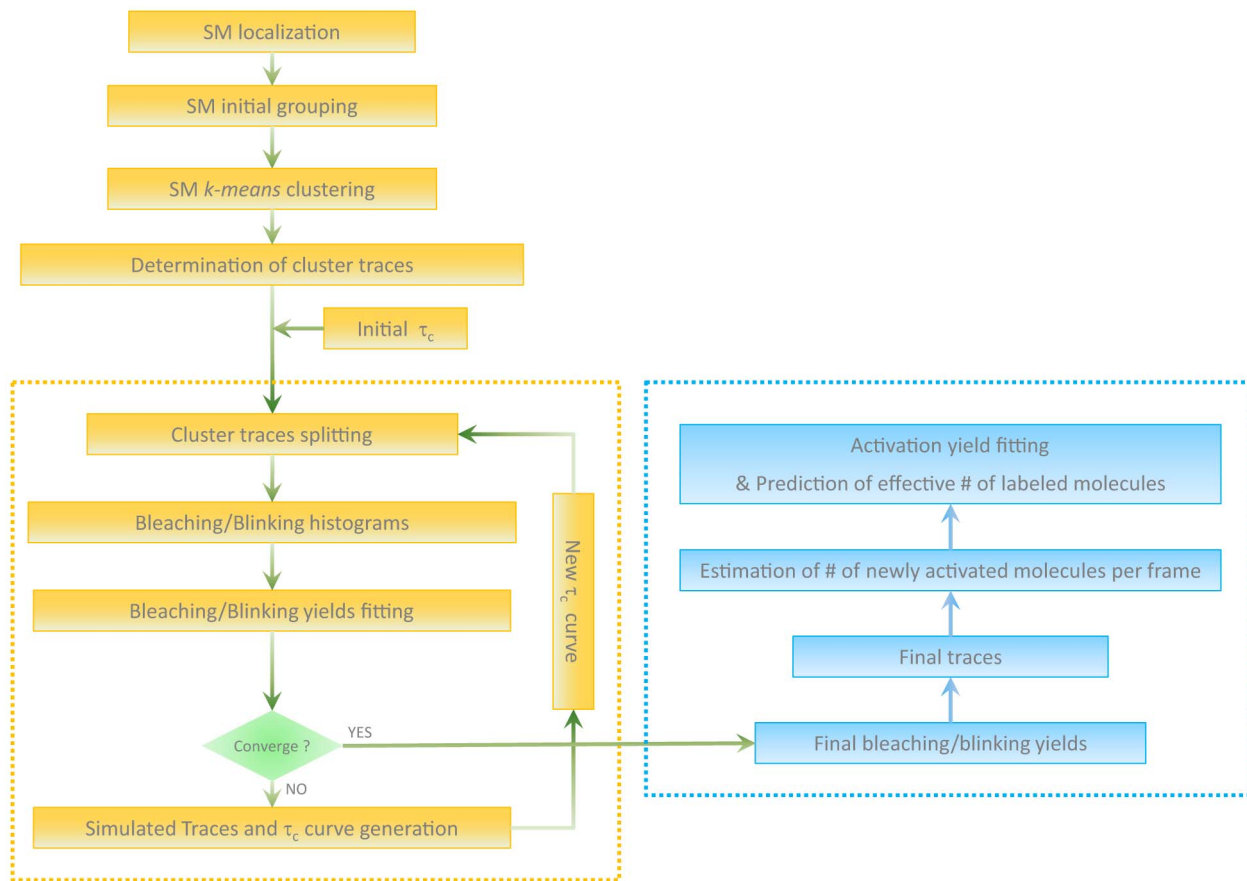 SM localization
SM initial grouping
SM k-means clustering
Determination of cluster traces
Initial τc
Cluster traces splitting
Bleaching/Blinking histograms
Bleaching/Blinking yields fitting
New τc curve
Converge ?
YES
NO
Simulated Traces and τc curve generation
Activation yield fitting
& Prediction of effective # of labeled molecules
Estimation of # of newly activated molecules per frame
Final traces
Final bleaching/blinking yields